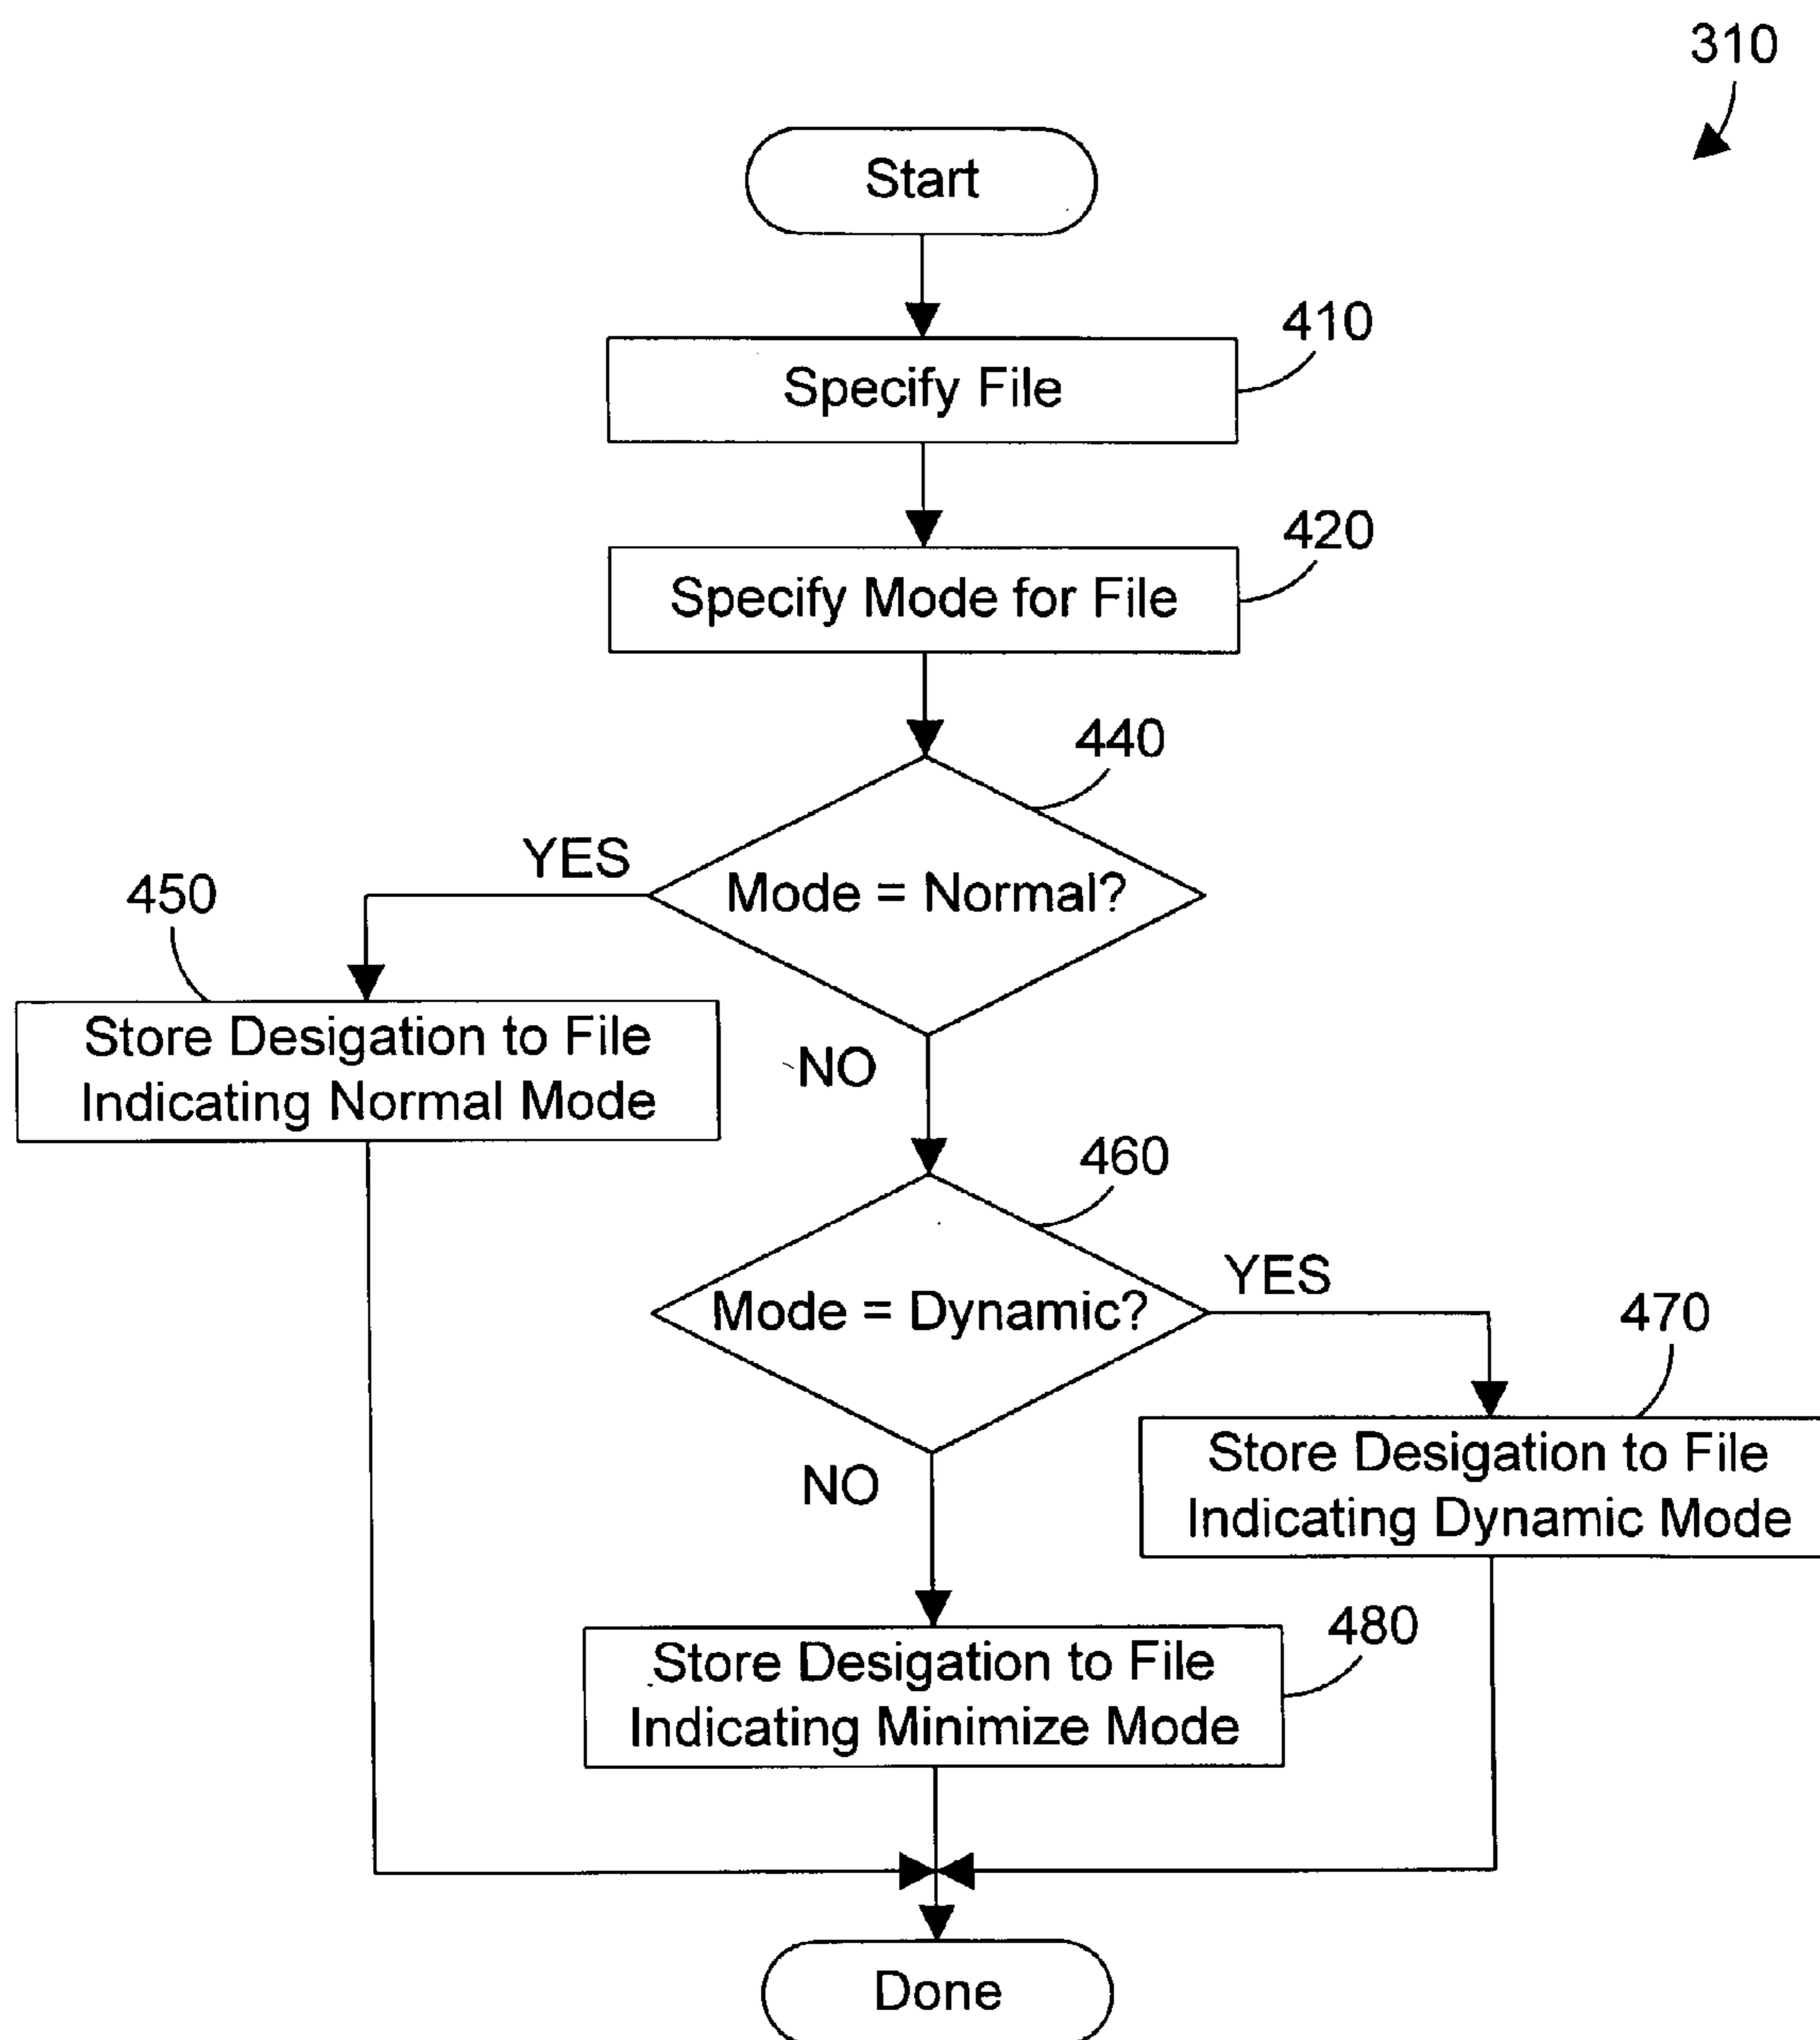 310
Start
410
Specify File
420
Specify Mode for File
440
Mode = Normal?
YES
450
Store Desigation to File
Indicating Normal Mode
NO
460
Mode = Dynamic?
YES
470
Store Desigation to File
Indicating Dynamic Mode
NO
480
Store Desigation to File
Indicating Minimize Mode
Done